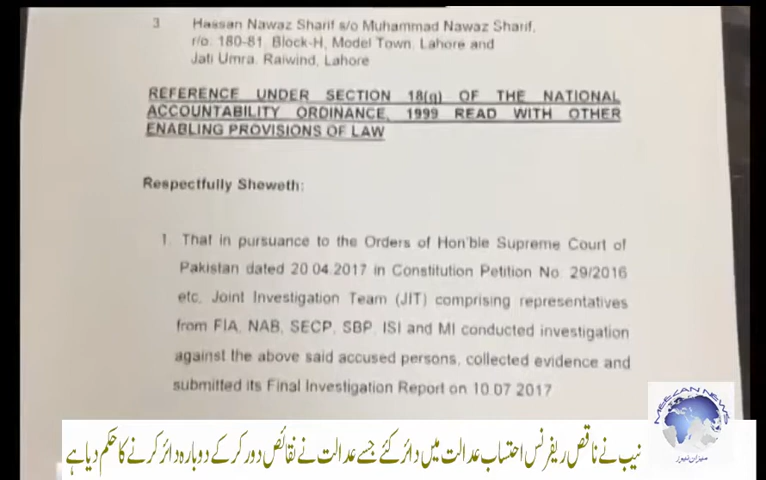 3. Hassan Nawaz Sharif s/o Muhammad Nawaz Sharif,
r/o 180-81, Block-H, Model Town, Lahore and
Jati Umra, Raiwind, Lahore
REFERENCE UNDER SECTION 18(g) OF THE NATIONAL
ACCOUNTABILITY ORDINANCE, 1999 READ WITH OTHER
ENABLING PROVISIONS OF LAW
Respectfully Sheweth:
1. That in pursuance to the Orders of Hon'ble Supreme Court of
Pakistan dated 20.04.2017 in Constitution Petition No. 29/2016
etc, Joint Investigation Team (JIT) comprising representatives
from FIA, NAB, SECP, SBP, ISI and MI conducted investigation
against the above said accused persons, collected evidence and
submitted its Final Investigation Report on 10.07.2017
MEEZAN NEWS
میزان نیوز
نیب نے ناقص ریفرنس احتساب عدالت میں دائر کئے جسے عدالت نے نقائص دور کر کے دوبارہ دائر کرنے کا حکم دیا ہے